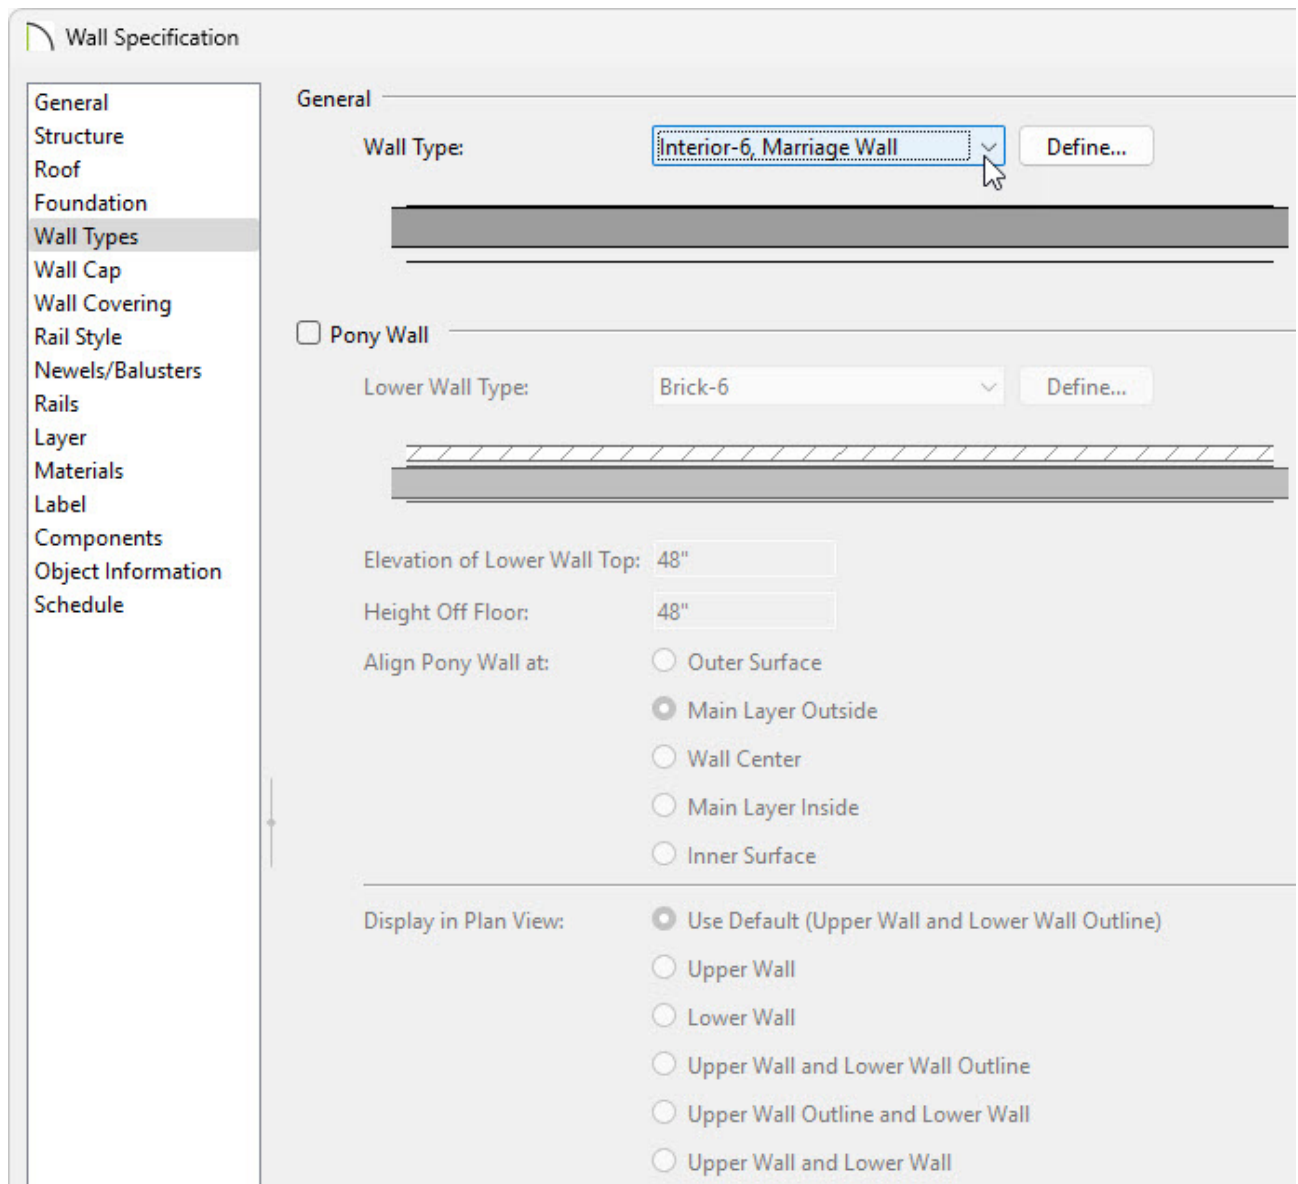 Wall Specification
General
Structure
Roof
Foundation
Wall Types
Wall Cap
Wall Covering
Rail Style
Newels/Balusters
Rails
Layer
Materials
Label
Components
Object Information
Schedule
General
Wall Type: Interior-6, Marriage Wall Define...
Pony Wall
Lower Wall Type: Brick-6 Define...
Elevation of Lower Wall Top: 48"
Height Off Floor: 48"
Align Pony Wall at: Outer Surface
Main Layer Outside
Wall Center
Main Layer Inside
Inner Surface
Display in Plan View: Use Default (Upper Wall and Lower Wall Outline)
Upper Wall
Lower Wall
Upper Wall and Lower Wall Outline
Upper Wall Outline and Lower Wall
Upper Wall and Lower Wall